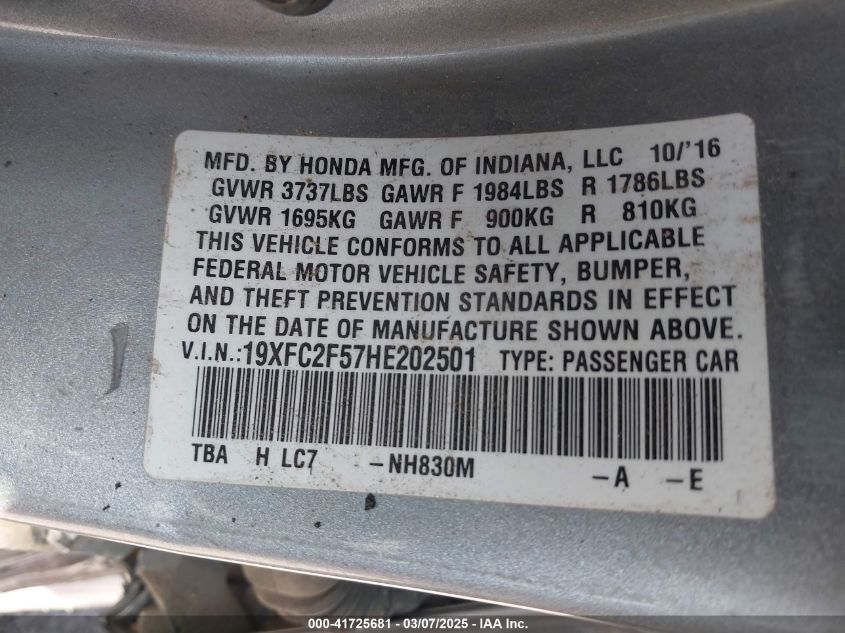 MFD. BY HONDA MFG. OF INDIANA, LLC 10/'16
GVWR 3737LBS GAWR F 1984LBS R 1786LBS
GVWR 1695KG GAWR F 900KG R 810KG
THIS VEHICLE CONFORMS TO ALL APPLICABLE
FEDERAL MOTOR VEHICLE SAFETY, BUMPER,
AND THEFT PREVENTION STANDARDS IN EFFECT
ON THE DATE OF MANUFACTURE SHOWN ABOVE.
V.I.N.:19XFC2F57HE202501 TYPE: PASSENGER CAR
TBA H LC7 -NH830M -A -E
000-41725681 - 03/07/2025 - IAA Inc.